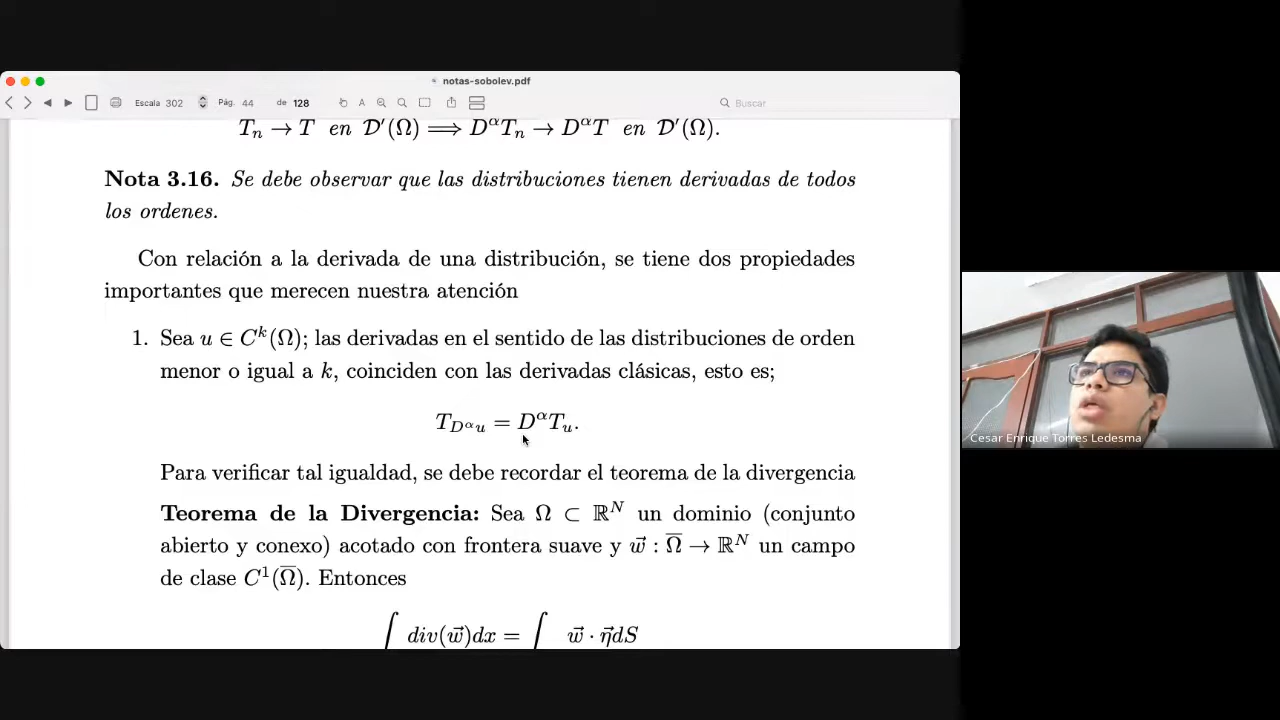 notas-sobolev.pdf
Escala 302 Pág. 44 de 128 Buscar
Tₙ → T en 𝒟′(Ω) ⟹ DᵅTₙ → DᵅT en 𝒟′(Ω).
Nota 3.16. Se debe observar que las distribuciones tienen derivadas de todos
los ordenes.
Con relación a la derivada de una distribución, se tiene dos propiedades
importantes que merecen nuestra atención
1. Sea u ∈ Cᵏ(Ω); las derivadas en el sentido de las distribuciones de orden
menor o igual a k, coinciden con las derivadas clásicas, esto es;
T_{Dᵅu} = DᵅTᵤ.
Para verificar tal igualdad, se debe recordar el teorema de la divergencia
Teorema de la Divergencia: Sea Ω ⊂ ℝᴺ un dominio (conjunto
abierto y conexo) acotado con frontera suave y w⃗ : Ω̅ → ℝᴺ un campo
de clase C¹(Ω̅). Entonces
∫ div(w⃗)dx = ∫ w⃗ · η⃗dS
Cesar Enrique Torres Ledesma